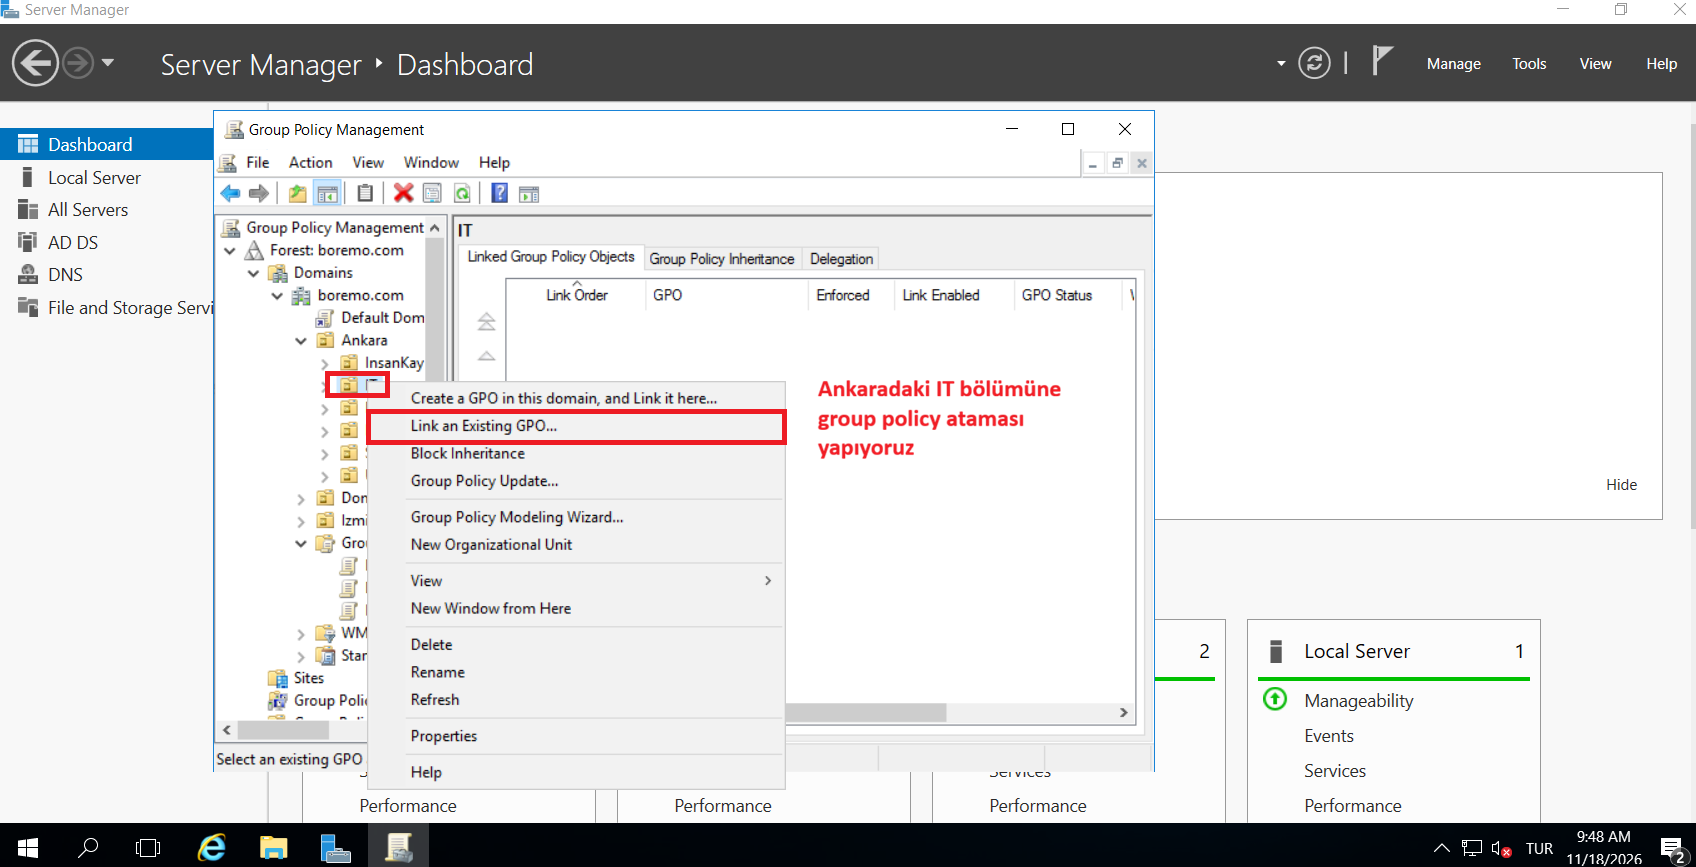 Server Manager
Server Manager ‣ Dashboard
Manage Tools View Help
Dashboard
Local Server
All Servers
AD DS
DNS
File and Storage Servi
Group Policy Management
File Action View Window Help
Group Policy Management
Forest: boremo.com
Domains
boremo.com
Default Dom
Ankara
InsanKay
Don
Izmi
Gro
WM
Star
Sites
Group Polic
IT
Linked Group Policy Objects Group Policy Inheritance Delegation
Link Order GPO Enforced Link Enabled GPO Status
Create a GPO in this domain, and Link it here...
Link an Existing GPO...
Block Inheritance
Group Policy Update...
Group Policy Modeling Wizard...
New Organizational Unit
View
New Window from Here
Delete
Rename
Refresh
Properties
Help
Ankaradaki IT bölümüne
group policy ataması
yapıyoruz
Select an existing GPO
Hide
2
Local Server 1
Manageability
Events
Services
Performance
Services
Performance
Performance
Performance
TUR
9:48 AM
11/18/2026
2